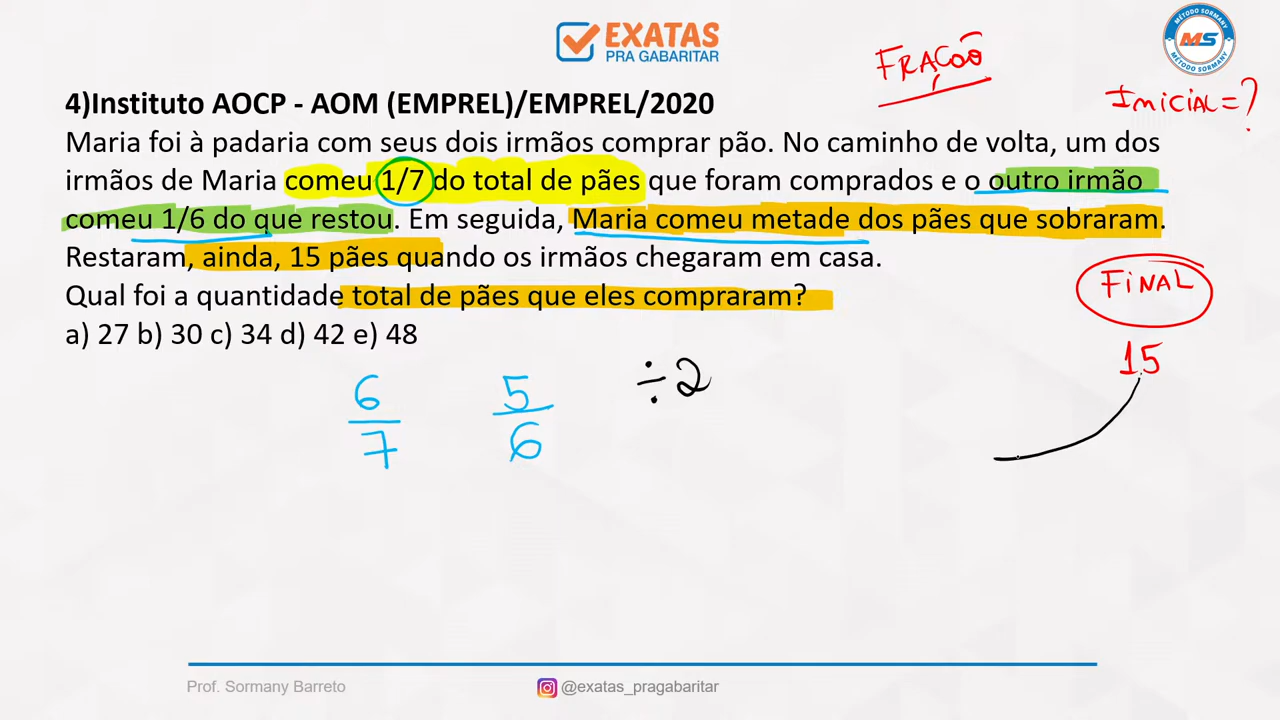 EXATAS
PRA GABARITAR
MÉTODO SORMANY
MS
MÉTODO SORMANY
FRAÇÃO
INICIAL=?
4)Instituto AOCP - AOM (EMPREL)/EMPREL/2020
Maria foi à padaria com seus dois irmãos comprar pão. No caminho de volta, um dos
irmãos de Maria comeu 1/7 do total de pães que foram comprados e o outro irmão
comeu 1/6 do que restou. Em seguida, Maria comeu metade dos pães que sobraram.
Restaram, ainda, 15 pães quando os irmãos chegaram em casa.
Qual foi a quantidade total de pães que eles compraram?
a) 27 b) 30 c) 34 d) 42 e) 48
FINAL
15
6/7 5/6 ÷2
Prof. Sormany Barreto
@exatas_pragabaritar